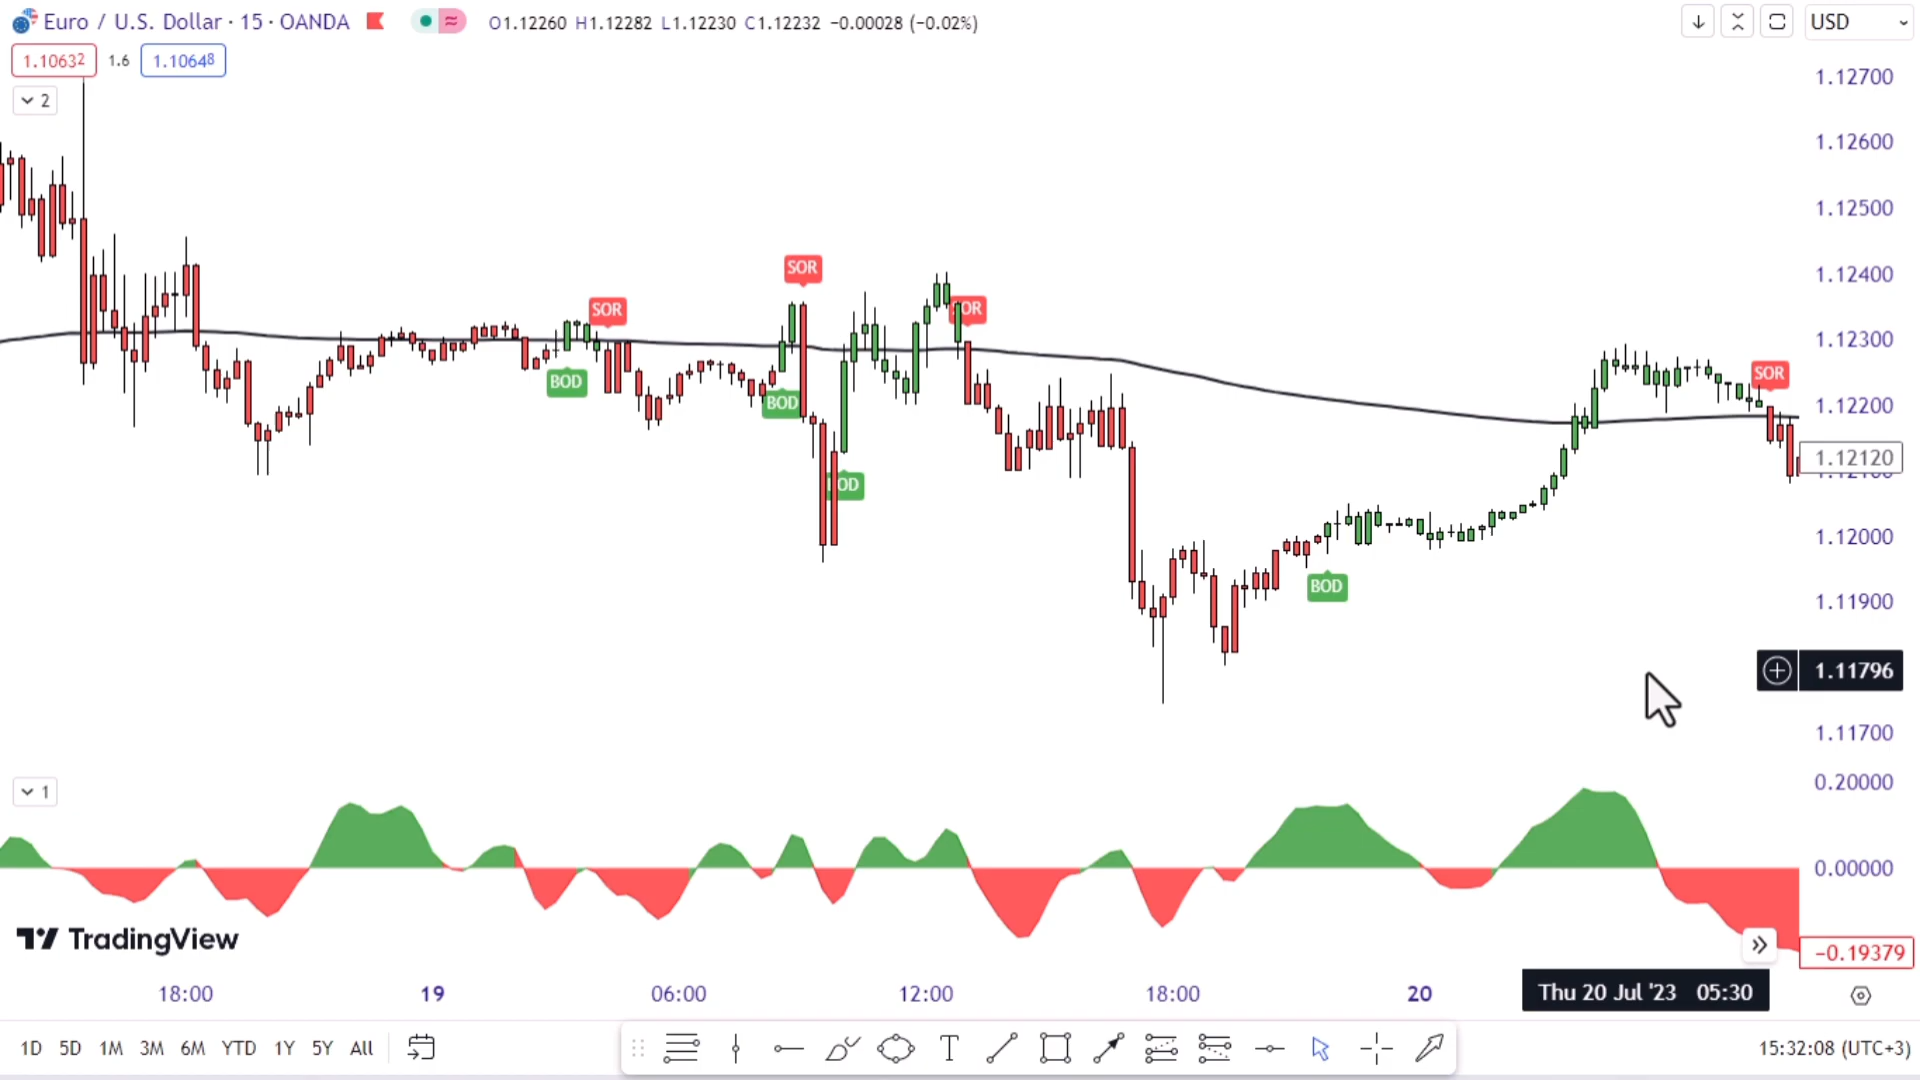 Euro / U.S. Dollar · 15 · OANDA
O1.12260 H1.12282 L1.12230 C1.12232 −0.00028 (−0.02%)
USD
1.10632 1.6 1.10648
2
1.12700
1.12600
1.12500
1.12400
1.12300
1.12200
1.12120
1.12000
1.11900
1.11796
1.11700
SOR
SOR
OR
SOR
BOD
BOD
OD
BOD
1
0.20000
0.00000
−0.19379
TradingView
18:00 19 06:00 12:00 18:00 20 Thu 20 Jul '23 05:30
1D 5D 1M 3M 6M YTD 1Y 5Y All
15:32:08 (UTC+3)